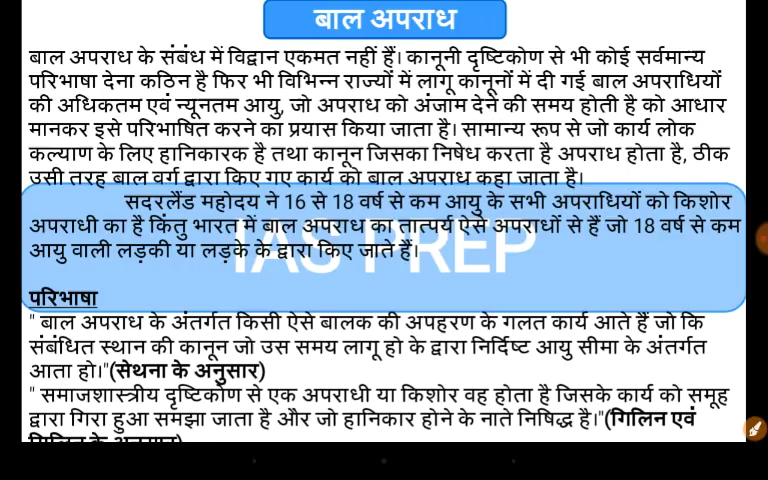 बाल अपराध
बाल अपराध के संबंध में विद्वान एकमत नहीं हैं। कानूनी दृष्टिकोण से भी कोई सर्वमान्य
परिभाषा देना कठिन है फिर भी विभिन्न राज्यों में लागू कानूनों में दी गई बाल अपराधियों
की अधिकतम एवं न्यूनतम आयु, जो अपराध को अंजाम देने की समय होती है को आधार
मानकर इसे परिभाषित करने का प्रयास किया जाता है। सामान्य रूप से जो कार्य लोक
कल्याण के लिए हानिकारक है तथा कानून जिसका निषेध करता है अपराध होता है, ठीक
उसी तरह बाल वर्ग द्वारा किए गए कार्य को बाल अपराध कहा जाता है।
सदरलैंड महोदय ने 16 से 18 वर्ष से कम आयु के सभी अपराधियों को किशोर
अपराधी का है किंतु भारत में बाल अपराध का तात्पर्य ऐसे अपराधों से हैं जो 18 वर्ष से कम
आयु वाली लड़की या लड़के के द्वारा किए जाते हैं।
IAS PREP
परिभाषा
" बाल अपराध के अंतर्गत किसी ऐसे बालक की अपहरण के गलत कार्य आते हैं जो कि
संबंधित स्थान की कानून जो उस समय लागू हो के द्वारा निर्दिष्ट आयु सीमा के अंतर्गत
आता हो।"(सेथना के अनुसार)
" समाजशास्त्रीय दृष्टिकोण से एक अपराधी या किशोर वह होता है जिसके कार्य को समूह
द्वारा गिरा हुआ समझा जाता है और जो हानिकार होने के नाते निषिद्ध है।"(गिलिन एवं
गिलिन के अनुसार)